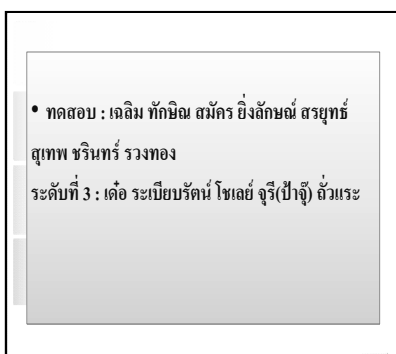 • ทดสอบ : เฉลิม ทักษิณ สมัคร ยิ่งลักษณ์ สรยุทธ์
สุเทพ ชรินทร์ รวงทอง
ระดับที่ 3 : เด๋อ ระเบียบรัตน์ โชเลย์ จุรี(ป้าจุ๊) ถั่วแระ